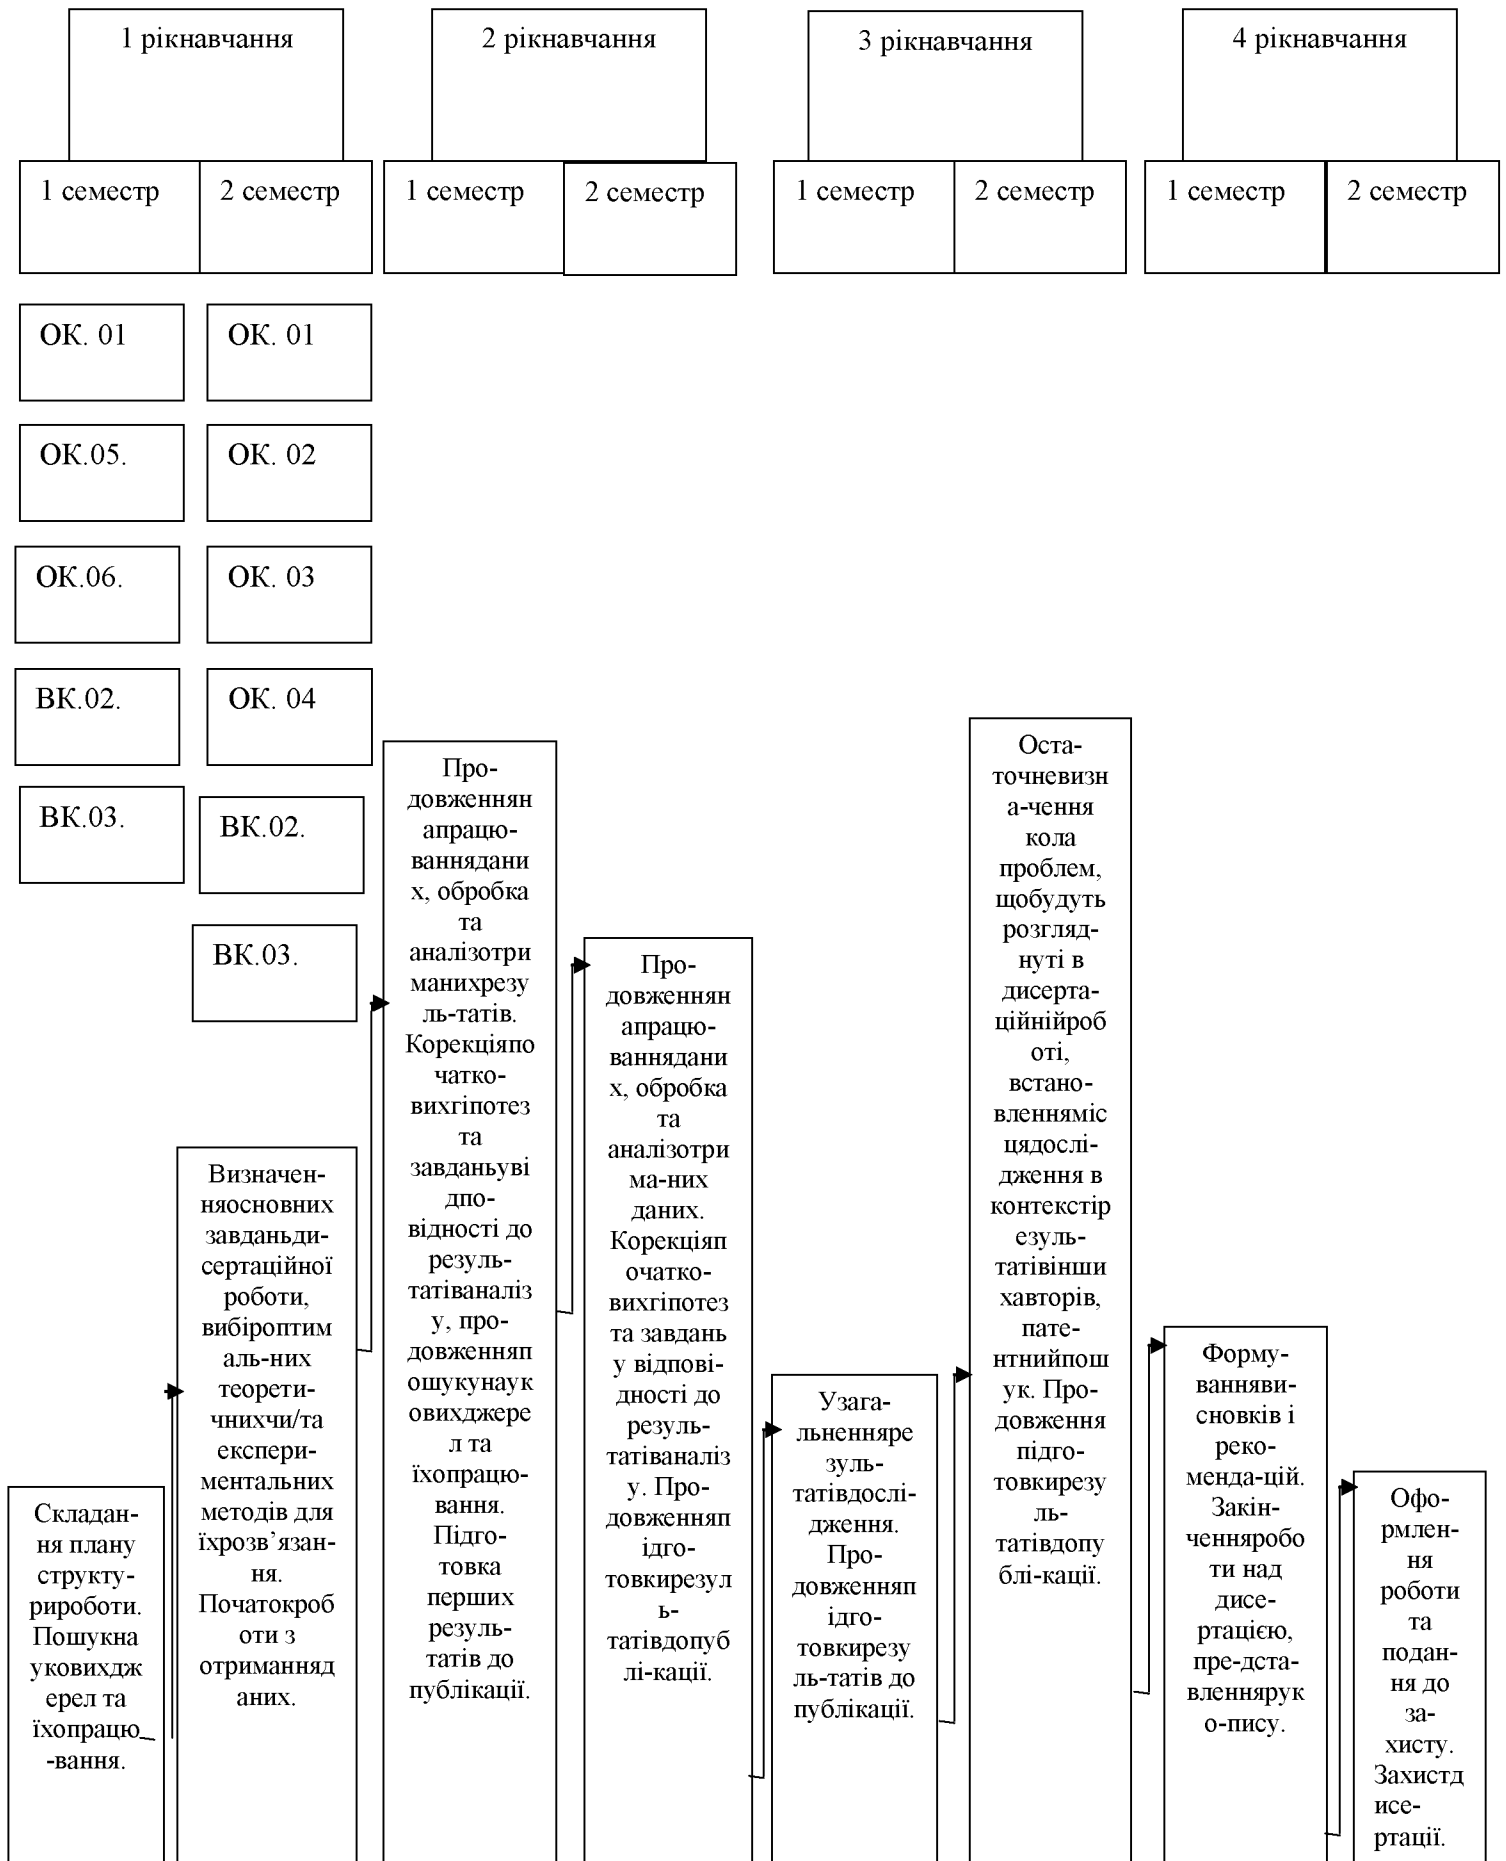 1 рікнавчання
2 рікнавчання
3 рікнавчання
4 рікнавчання
1 семестр
2 семестр
1 семестр
2 семестр
1 семестр
2 семестр
1 семестр
2 семестр
ОК. 01
ОК. 01
ОК.05.
ОК. 02
ОК.06.
ОК. 03
ВК.02.
ОК. 04
ВК.03.
ВК.02.
ВК.03.
Складан-
ня плану
структу-
рироботи.
Пошукна
уковихдж
ерел та
їхопрацю
-вання.
Визначен-
няосновних
завданьди-
сертаційної
роботи,
вибіроптим
аль-них
теорети-
чнихчи/та
експери-
ментальних
методів для
їхрозв’язан-
ня.
Початокроб
оти з
отриманняд
аних.
Про-
довженнян
апрацю-
ваннядани
х, обробка
та
аналізотри
манихрезу
ль-татів.
Корекціяпо
чатко-
вихгіпотез
та
завданьуві
дпо-
відності до
резуль-
татіваналіз
у, про-
довженняп
ошукунаук
овихджере
л та
їхопрацю-
вання.
Підго-
товка
перших
резуль-
татів до
публікації.
Про-
довженнян
апрацю-
ваннядани
х, обробка
та
аналізотри
ма-них
даних.
Корекціяп
очатко-
вихгіпотез
та завдань
у відпові-
дності до
резуль-
татіваналіз
у. Про-
довженняп
ідго-
товкирезул
ь-
татівдопуб
лі-кації.
Узага-
льненняре
зуль-
татівдослі-
дження.
Про-
довженняп
ідго-
товкирезу
ль-татів до
публікації.
Оста-
точневизн
а-чення
кола
проблем,
щобудуть
розгляд-
нуті в
дисерта-
ційнійроб
оті,
встано-
вленняміс
цядослі-
дження в
контекстір
езуль-
татівінши
хавторів,
пате-
нтнийпош
ук. Про-
довження
підго-
товкирезу
ль-
татівдопу
блі-кації.
Форму-
ванняви-
сновків і
реко-
менда-цій.
Закін-
ченняробо
ти над
дисе-
ртацією,
пре-дста-
вленнярук
о-пису.
Офо-
рмлен-
ня
роботи
та
подан-
ня до
за-
хисту.
Захистд
исе-
ртації.